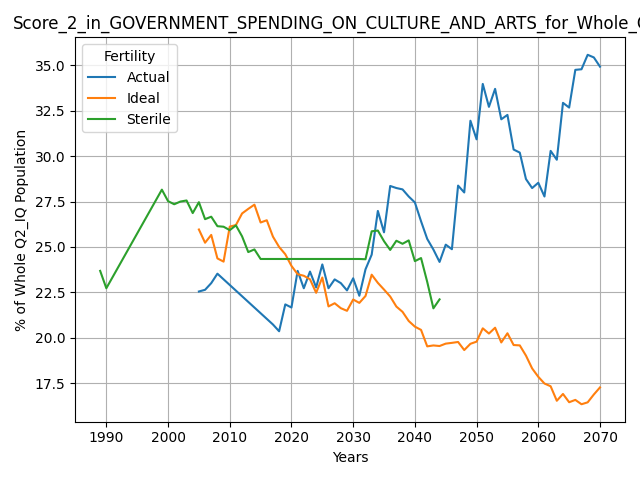 Score_2_in_GOVERNMENT_SPENDING_ON_CULTURE_AND_ARTS_for_Whole_
Fertility
Actual
Ideal
Sterile
35.0
32.5
30.0
27.5
25.0
22.5
20.0
17.5
% of Whole Q2_IQ Population
1990 2000 2010 2020 2030 2040 2050 2060 2070
Years